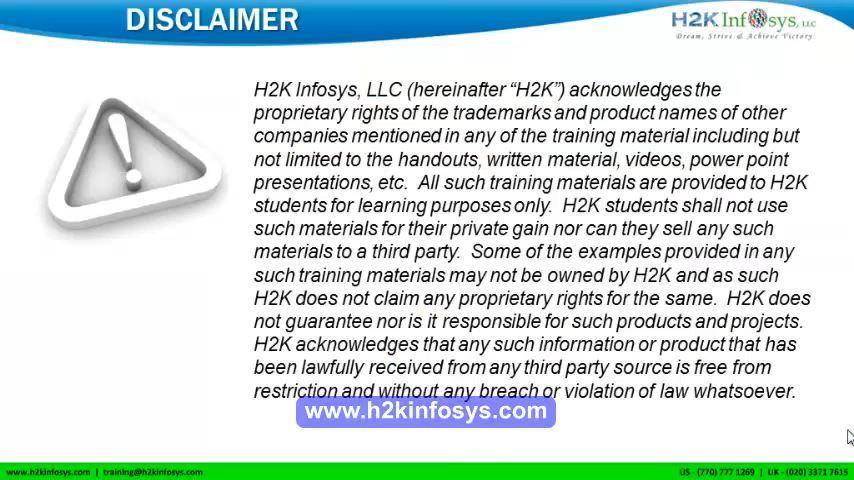 DISCLAIMER
H2K Infosys, LLC
Dream, Strive & Achieve Victory
H2K Infosys, LLC (hereinafter “H2K”) acknowledges the
proprietary rights of the trademarks and product names of other
companies mentioned in any of the training material including but
not limited to the handouts, written material, videos, power point
presentations, etc. All such training materials are provided to H2K
students for learning purposes only. H2K students shall not use
such materials for their private gain nor can they sell any such
materials to a third party. Some of the examples provided in any
such training materials may not be owned by H2K and as such
H2K does not claim any proprietary rights for the same. H2K does
not guarantee nor is it responsible for such products and projects.
H2K acknowledges that any such information or product that has
been lawfully received from any third party source is free from
restriction and without any breach or violation of law whatsoever.
www.h2kinfosys.com
www.h2kinfosys.com | training@h2kinfosys.com
US - (770) 777 1269 | UK - (020) 3371 7615